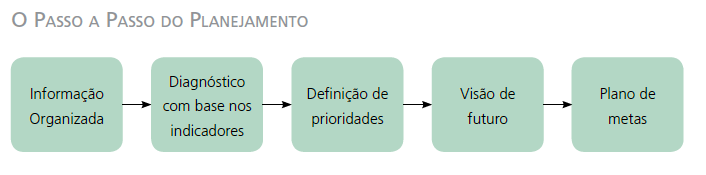 O Passo a Passo do Planejamento
Informação
Organizada
Diagnóstico
com base nos
indicadores
Definição de
prioridades
Visão de
futuro
Plano de
metas